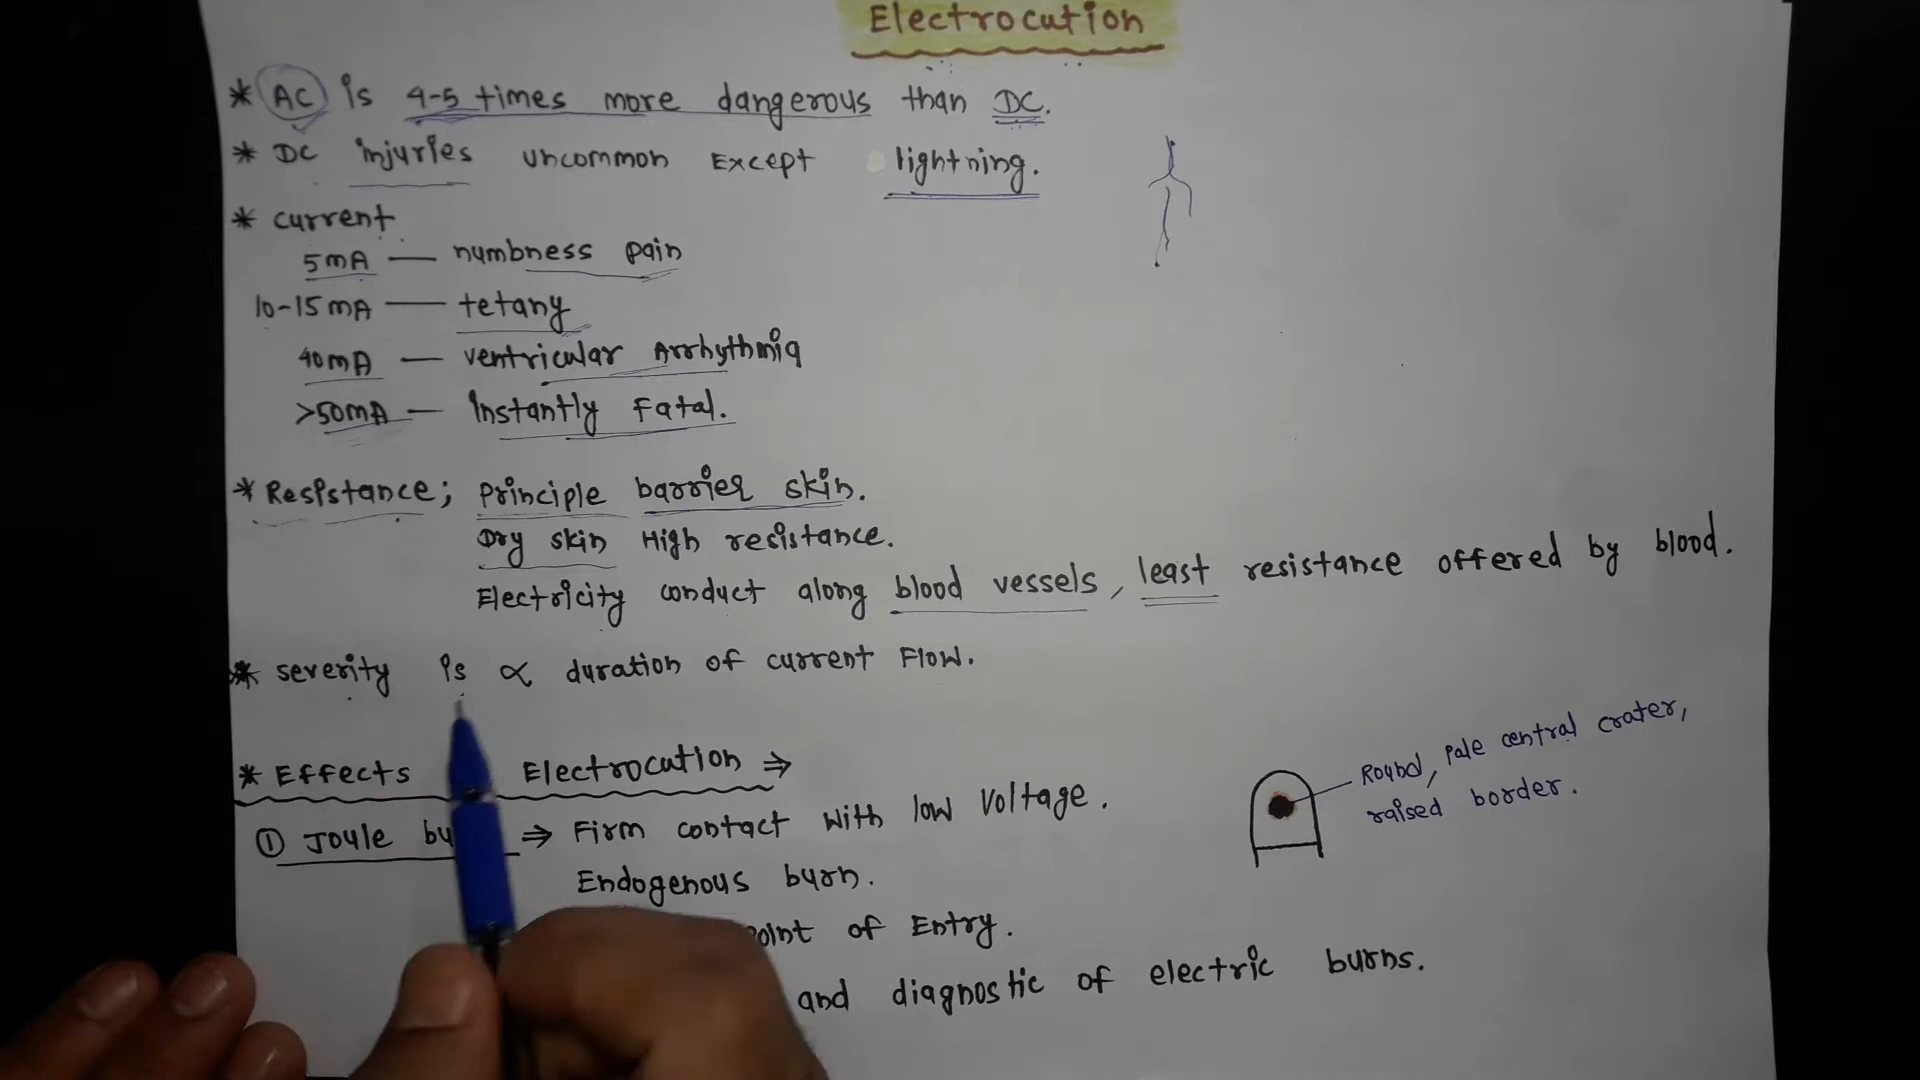 Electrocution
* AC is 4-5 times more dangerous than DC.
* DC injuries uncommon Except lightning.
* current
5mA — numbness pain
10-15mA — tetany
40mA — ventricular Arrhythmia
>50mA — Instantly Fatal.
* Resistance; principle barrier skin.
Dry skin High resistance.
Electricity conduct along blood vessels, least resistance offered by blood.
* severity is ∝ duration of current Flow.
* Effects Electrocution ⇒
① Joule bu ⇒ Firm contact with low voltage.
Endogenous burn.
point of Entry.
and diagnostic of electric burns.
Round, Pale central crater,
raised border.